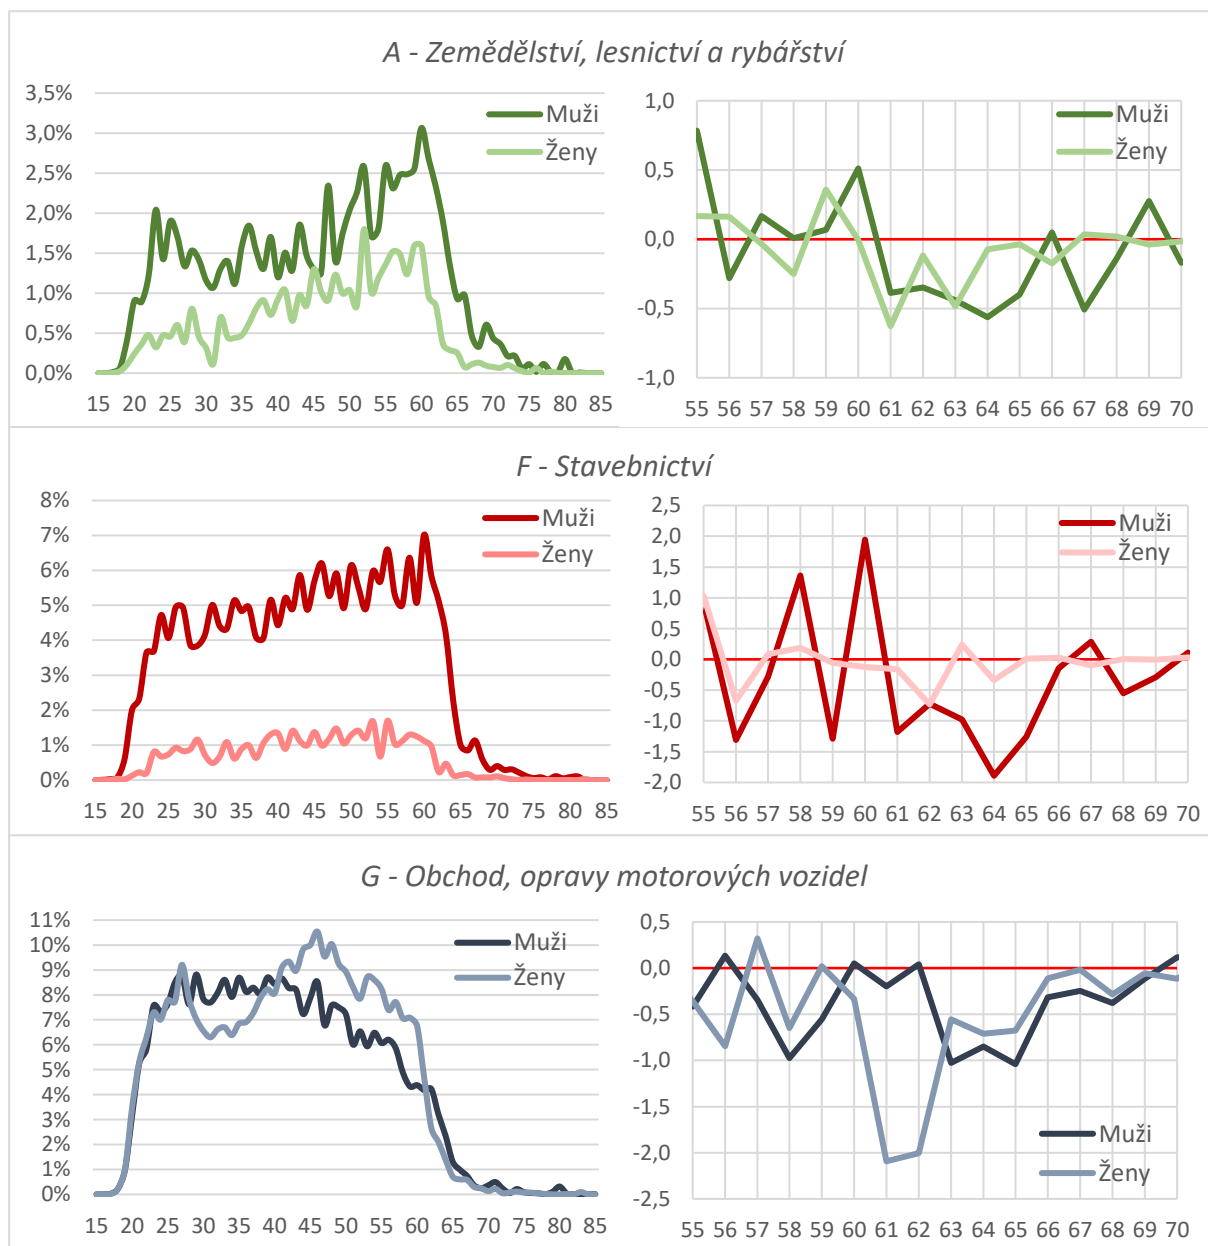 A - Zemědělství, lesnictví a rybářství
3,5%
3,0%
2,5%
2,0%
1,5%
1,0%
0,5%
0,0%
Muži
Ženy
15 20 25 30 35 40 45 50 55 60 65 70 75 80 85
1,0
0,5
0,0
-0,5
-1,0
Muži
Ženy
55 56 57 58 59 60 61 62 63 64 65 66 67 68 69 70
F - Stavebnictví
8%
7%
6%
5%
4%
3%
2%
1%
0%
Muži
Ženy
15 20 25 30 35 40 45 50 55 60 65 70 75 80 85
2,5
2,0
1,5
1,0
0,5
0,0
-0,5
-1,0
-1,5
-2,0
Muži
Ženy
55 56 57 58 59 60 61 62 63 64 65 66 67 68 69 70
G - Obchod, opravy motorových vozidel
11%
10%
9%
8%
7%
6%
5%
4%
3%
2%
1%
0%
Muži
Ženy
15 20 25 30 35 40 45 50 55 60 65 70 75 80 85
0,5
0,0
-0,5
-1,0
-1,5
-2,0
-2,5
Muži
Ženy
55 56 57 58 59 60 61 62 63 64 65 66 67 68 69 70